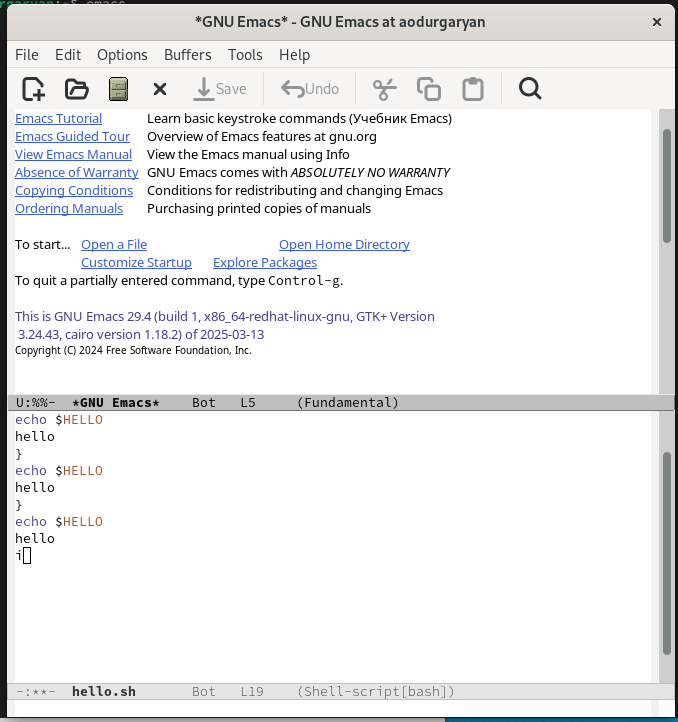 *GNU Emacs* - GNU Emacs at aodurgaryan
File Edit Options Buffers Tools Help
Save Undo
Emacs Tutorial Learn basic keystroke commands (Учебник Emacs)
Emacs Guided Tour Overview of Emacs features at gnu.org
View Emacs Manual View the Emacs manual using Info
Absence of Warranty GNU Emacs comes with ABSOLUTELY NO WARRANTY
Copying Conditions Conditions for redistributing and changing Emacs
Ordering Manuals Purchasing printed copies of manuals
To start... Open a File Open Home Directory
Customize Startup Explore Packages
To quit a partially entered command, type Control-g.
This is GNU Emacs 29.4 (build 1, x86_64-redhat-linux-gnu, GTK+ Version
3.24.43, cairo version 1.18.2) of 2025-03-13
Copyright (C) 2024 Free Software Foundation, Inc.
U:%%- *GNU Emacs* Bot L5 (Fundamental)
echo $HELLO
hello
}
echo $HELLO
hello
}
echo $HELLO
hello
i
-:**- hello.sh Bot L19 (Shell-script[bash])